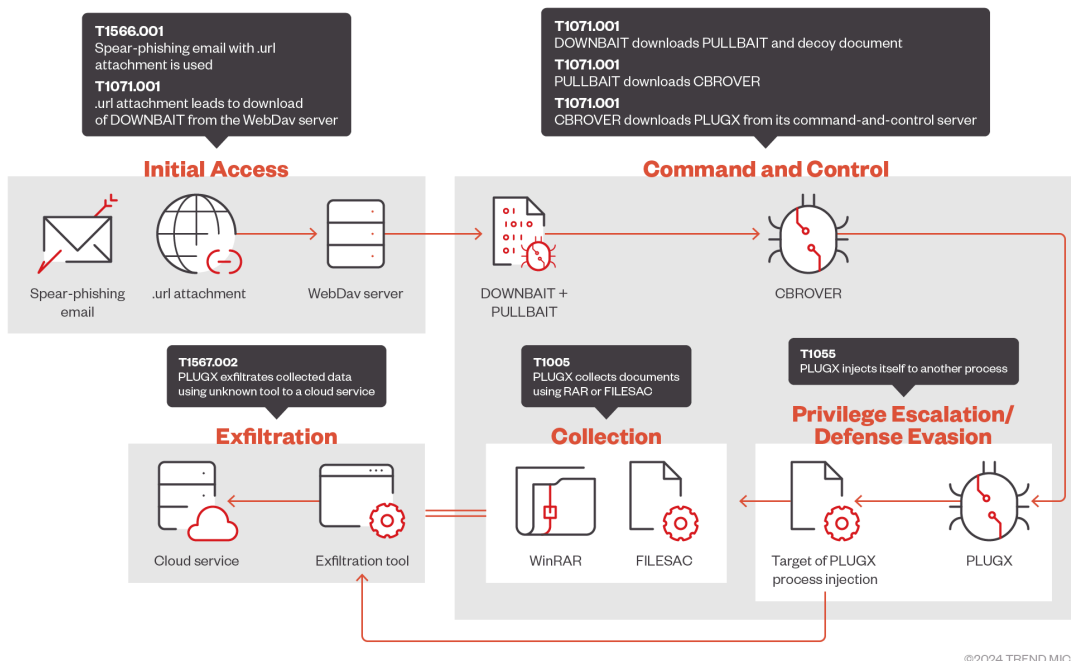 T1566.001
Spear-phishing email with .url
attachment is used
T1071.001
.url attachment leads to download
of DOWNBAIT from the WebDav server
T1071.001
DOWNBAIT downloads PULLBAIT and decoy document
T1071.001
PULLBAIT downloads CBROVER
T1071.001
CBROVER downloads PLUGX from its command-and-control server
Initial Access
Command and Control
Spear-phishing
email
.url attachment
WebDav server
DOWNBAIT +
PULLBAIT
CBROVER
T1567.002
PLUGX exfiltrates collected data
using unknown tool to a cloud service
T1005
PLUGX collects documents
using RAR or FILESAC
T1055
PLUGX injects itself to another process
Exfiltration
Collection
Privilege Escalation/
Defense Evasion
Cloud service
Exfiltration tool
WinRAR
FILESAC
Target of PLUGX
process injection
PLUGX
©2024 TREND MIC